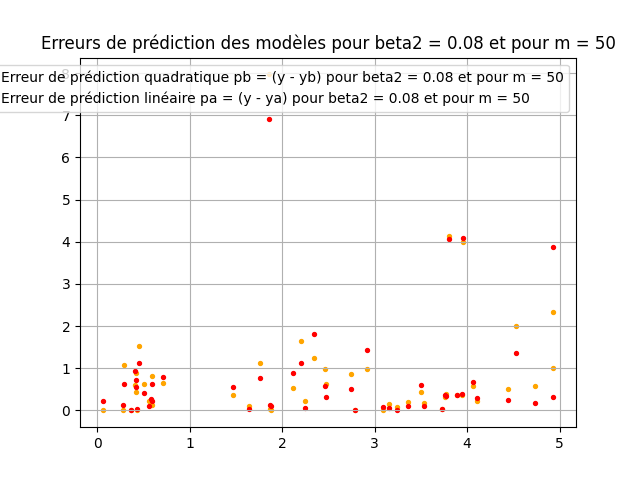 Erreurs de prédiction des modèles pour beta2 = 0.08 et pour m = 50
Erreur de prédiction quadratique pb = (y - yb) pour beta2 = 0.08 et pour m = 50
Erreur de prédiction linéaire pa = (y - ya) pour beta2 = 0.08 et pour m = 50
8
7
6
5
4
3
2
1
0
0 1 2 3 4 5